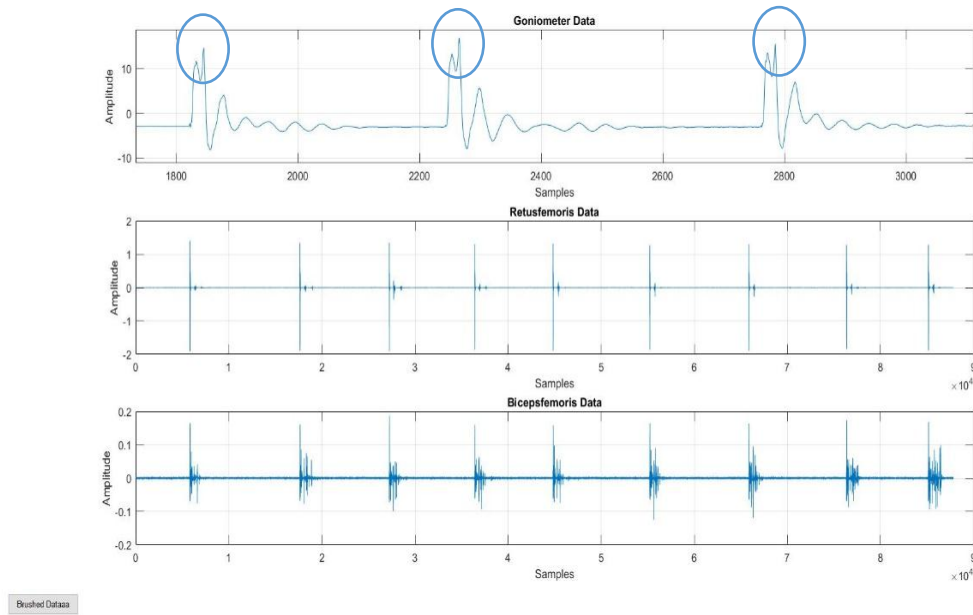 Goniometer Data
Amplitude
10
0
-10
1800 2000 2200 2400 2600 2800 3000
Samples
Retusfemoris Data
Amplitude
2
1
0
-1
-2
0 1 2 3 4 5 6 7 8 9
×10⁴
Samples
Bicepsfemoris Data
Amplitude
0.2
0.1
0
-0.1
-0.2
0 1 2 3 4 5 6 7 8 9
×10⁴
Samples
Brushed Dataaa